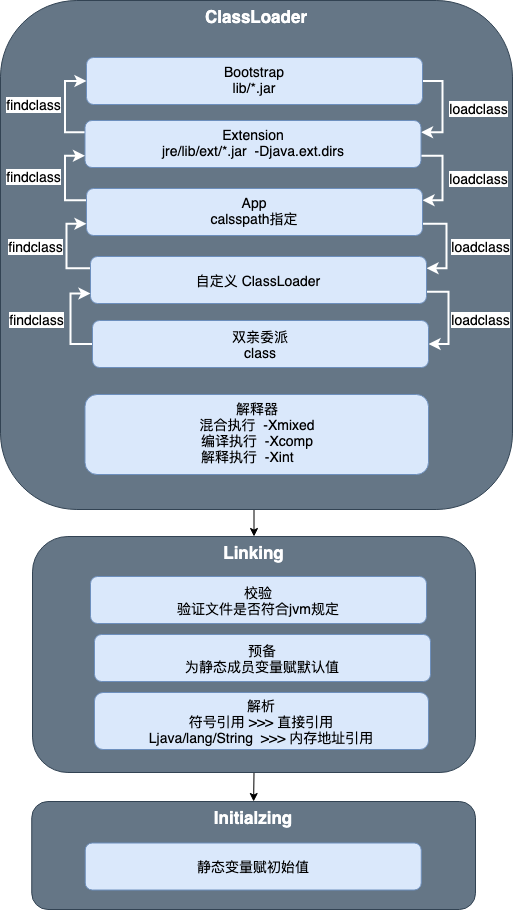 ClassLoader
Bootstrap
lib/*.jar
findclass
loadclass
Extension
jre/lib/ext/*.jar -Djava.ext.dirs
findclass
loadclass
App
calsspath指定
findclass
loadclass
自定义 ClassLoader
findclass
loadclass
双亲委派
class
解释器
混合执行 -Xmixed
编译执行 -Xcomp
解释执行 -Xint
Linking
校验
验证文件是否符合jvm规定
预备
为静态成员变量赋默认值
解析
符号引用 >>> 直接引用
Ljava/lang/String >>> 内存地址引用
Initialzing
静态变量赋初始值